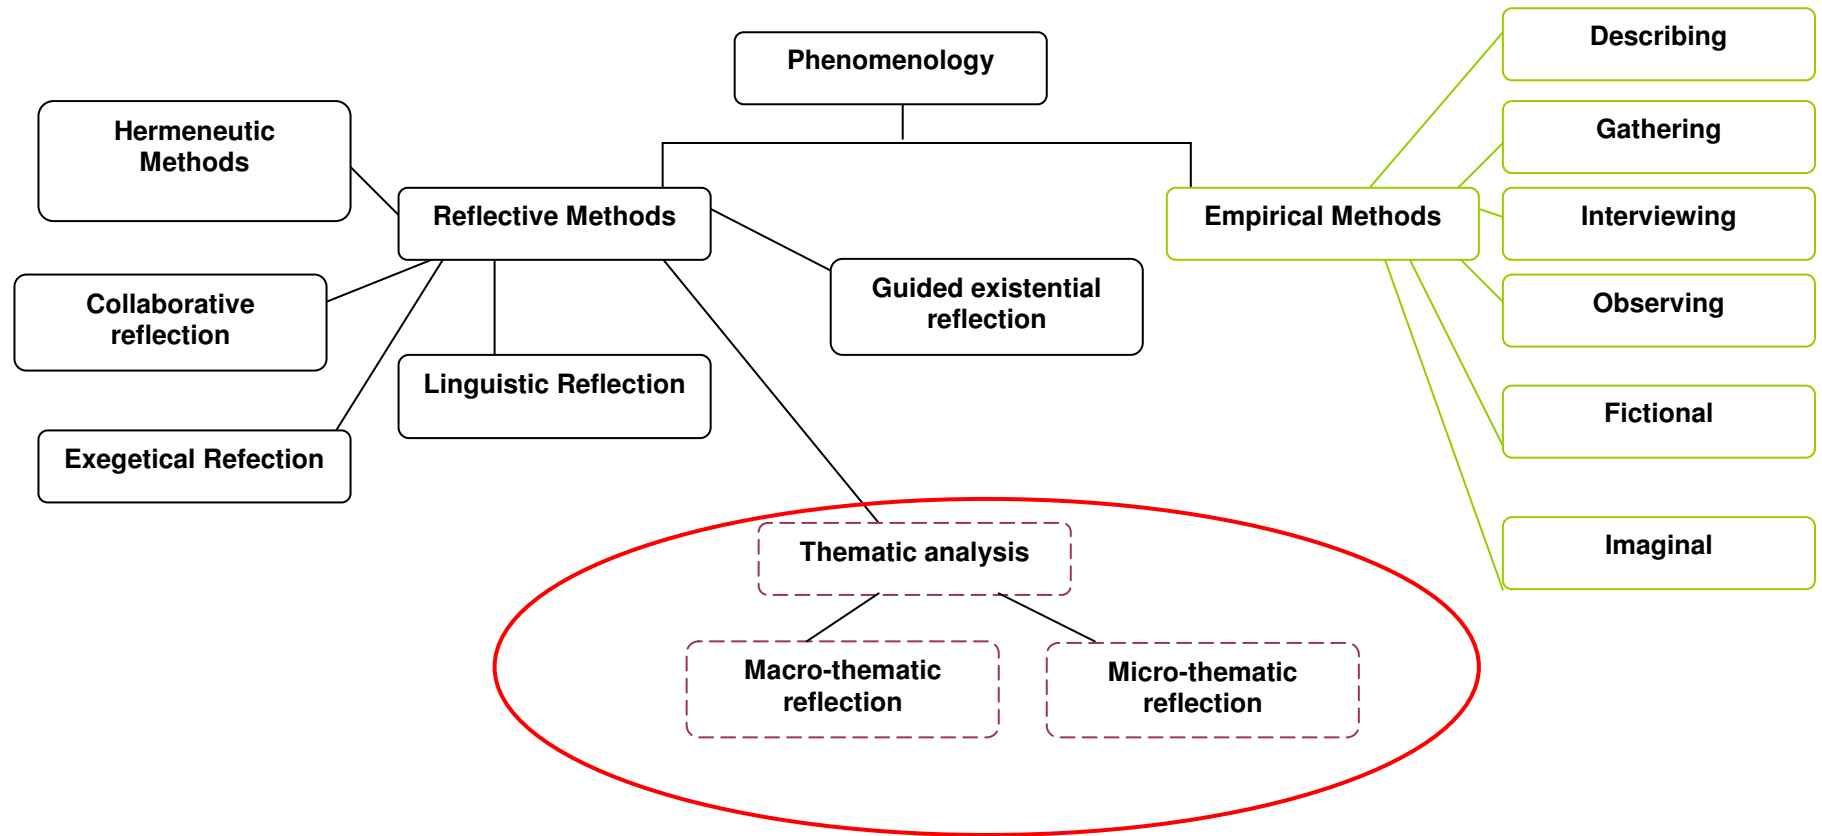 Phenomenology
Hermeneutic
Methods
Reflective Methods
Collaborative
reflection
Exegetical Refection
Linguistic Reflection
Guided existential
reflection
Thematic analysis
Macro-thematic
reflection
Micro-thematic
reflection
Empirical Methods
Describing
Gathering
Interviewing
Observing
Fictional
Imaginal